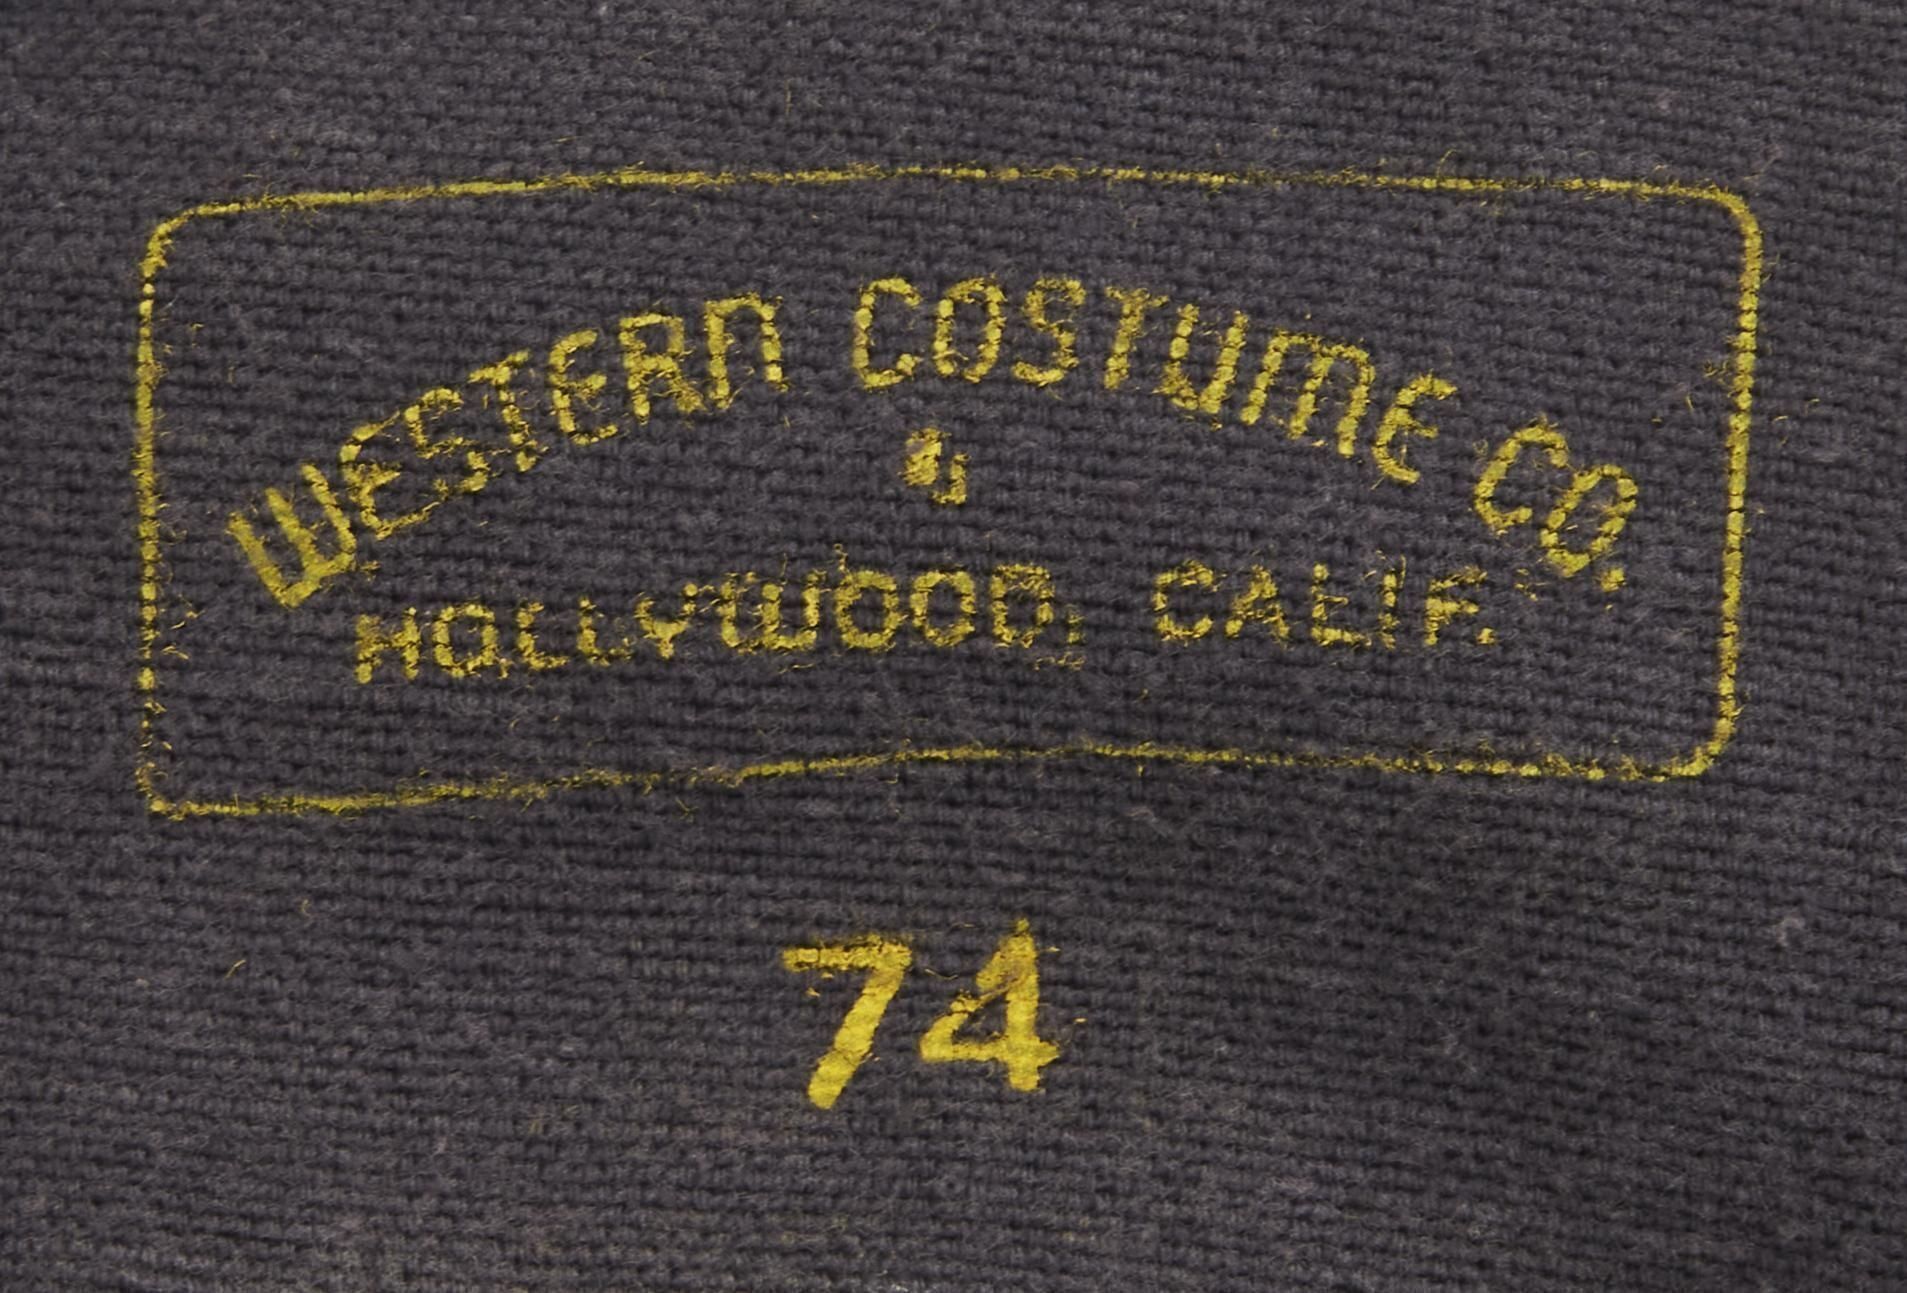 WESTERN COSTUME CO.
HOLLYWOOD, CALIF.
74